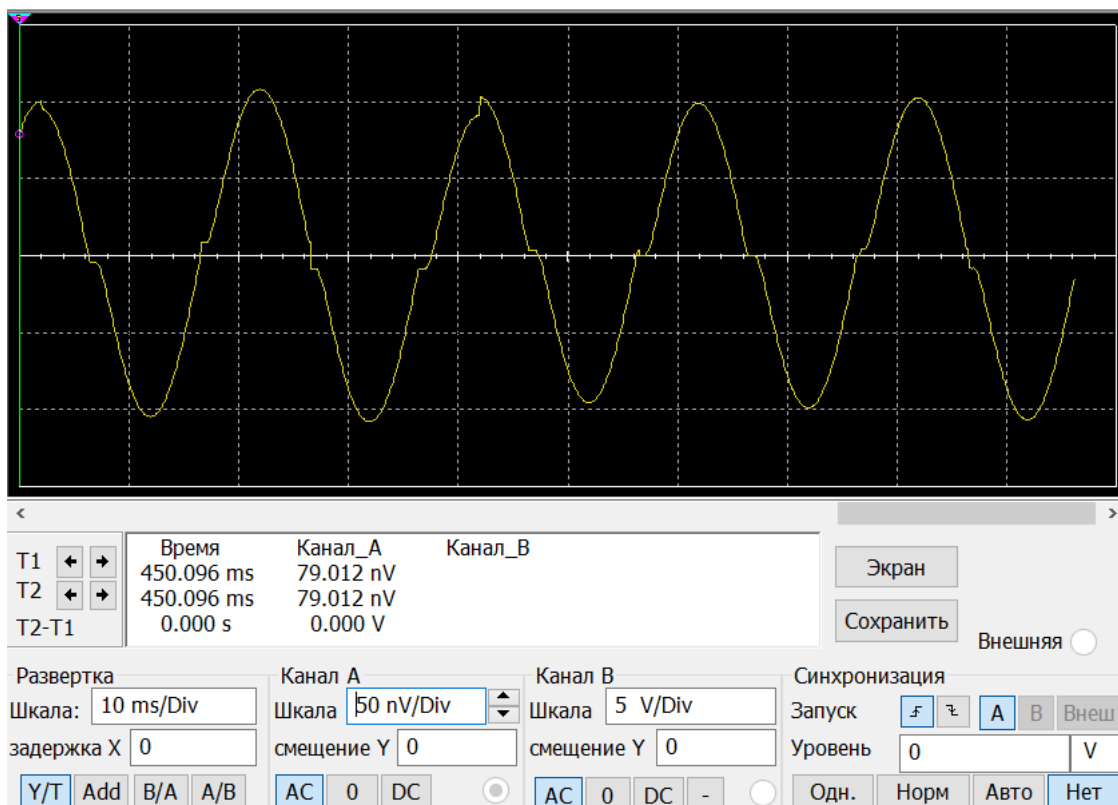 Время Канал_A Канал_B
T1 450.096 ms 79.012 nV
T2 450.096 ms 79.012 nV
T2-T1 0.000 s 0.000 V
Экран
Сохранить
Внешняя
Развертка
Шкала: 10 ms/Div
задержка X 0
Y/T Add B/A A/B
Канал A
Шкала 50 nV/Div
смещение Y 0
AC 0 DC
Канал B
Шкала 5 V/Div
смещение Y 0
AC 0 DC -
Синхронизация
Запуск A B Внеш
Уровень 0 V
Одн. Норм Авто Нет